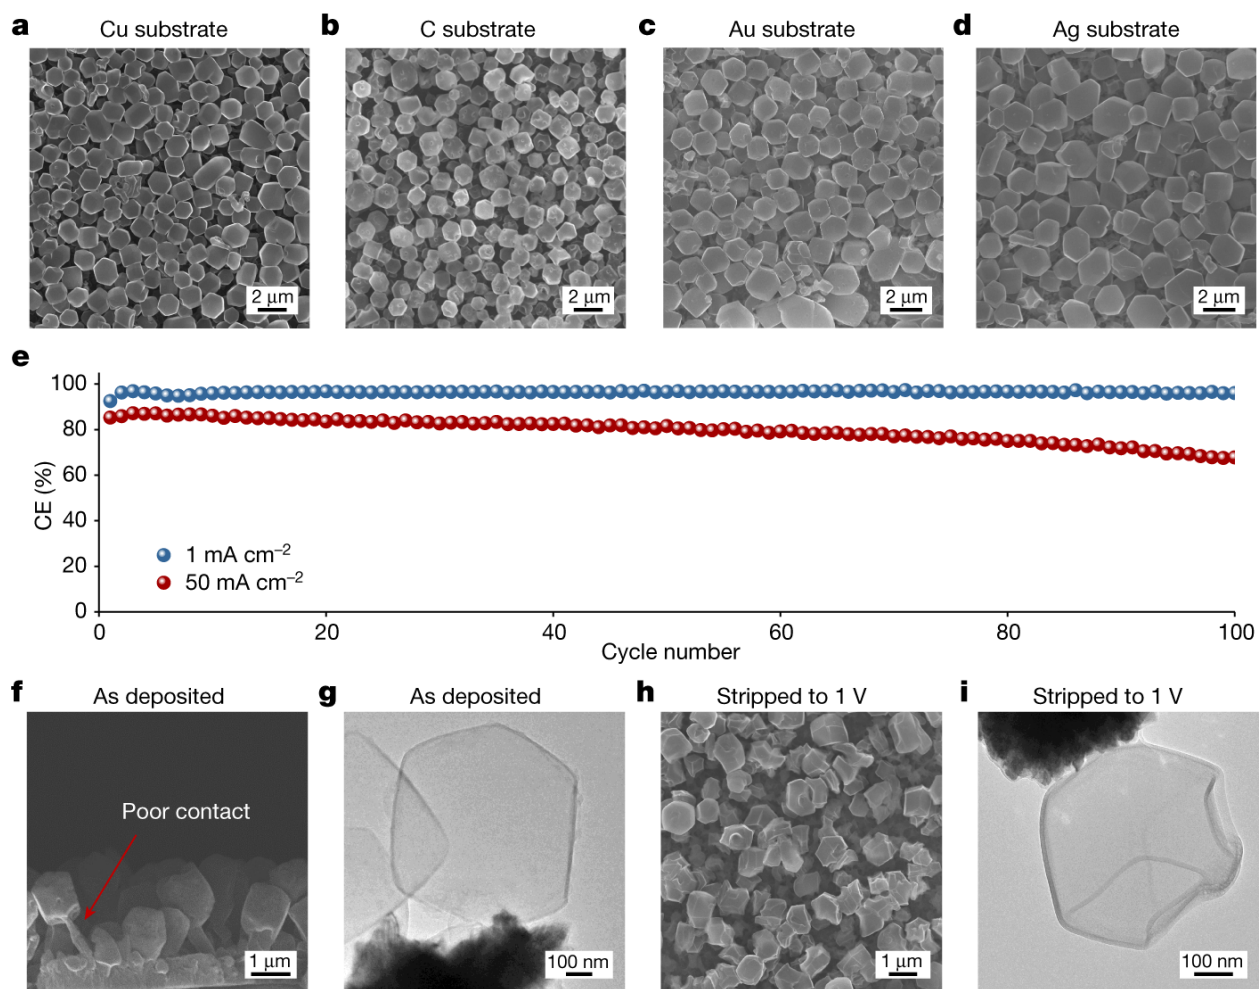 a Cu substrate
b C substrate
c Au substrate
d Ag substrate
2 μm
2 μm
2 μm
2 μm
e
100
80
60
40
20
0
CE (%)
1 mA cm⁻²
50 mA cm⁻²
0 20 40 60 80 100
Cycle number
f As deposited
g As deposited
h Stripped to 1 V
i Stripped to 1 V
Poor contact
1 μm
100 nm
1 μm
100 nm